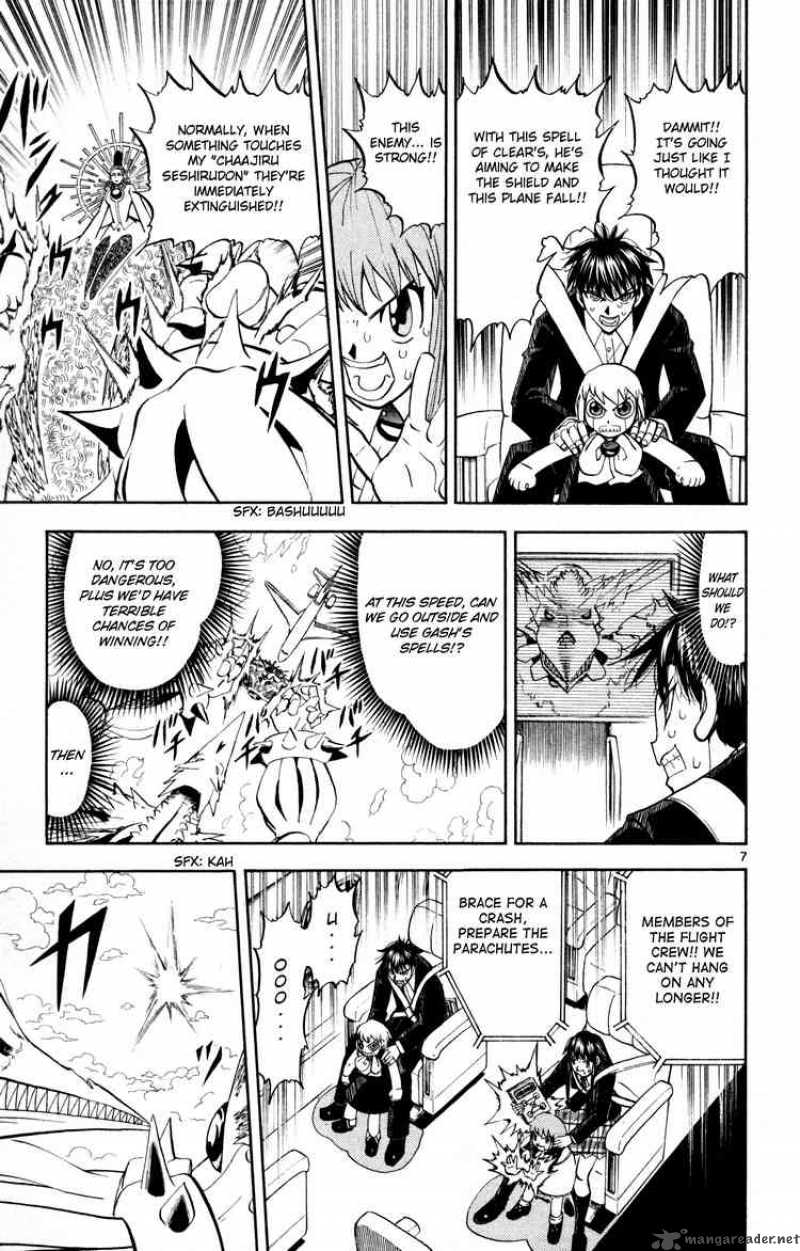 DAMMIT!!
IT'S GOING
JUST LIKE I
THOUGHT IT
WOULD!!
WITH THIS SPELL
OF CLEAR'S, HE'S
AIMING TO MAKE
THE SHIELD AND
THIS PLANE FALL!!
THIS
ENEMY... IS
STRONG!!
NORMALLY, WHEN
SOMETHING TOUCHES
MY "CHAAJIRU
SESHIRUDON" THEY'RE
IMMEDIATELY
EXTINGUISHED!!
SFX: BASHUUUUUU
WHAT
SHOULD
WE
DO!?
AT THIS SPEED, CAN
WE GO OUTSIDE AND
USE GASH'S
SPELLS!?
NO, IT'S TOO
DANGEROUS,
PLUS WE'D HAVE
TERRIBLE
CHANCES OF
WINNING!!
THEN
...
SFX: KAH
7
MEMBERS OF
THE FLIGHT
CREW!! WE
CAN'T HANG
ON ANY
LONGER!!
BRACE FOR A
CRASH,
PREPARE THE
PARACHUTES...
カッ
mangareader.net